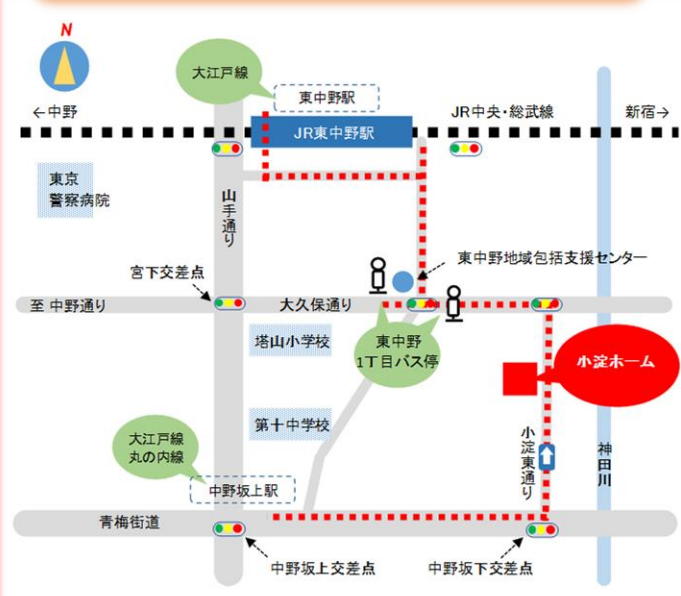 N
大江戸線
東中野駅
←中野
JR中央・総武線
新宿→
JR東中野駅
東京
警察病院
山手通り
東中野地域包括支援センター
宮下交差点
至 中野通り
大久保通り
塔山小学校
東中野
1丁目バス停
小淀ホーム
第十中学校
大江戸線
丸の内線
小淀東通り
神田川
中野坂上駅
青梅街道
中野坂上交差点
中野坂下交差点